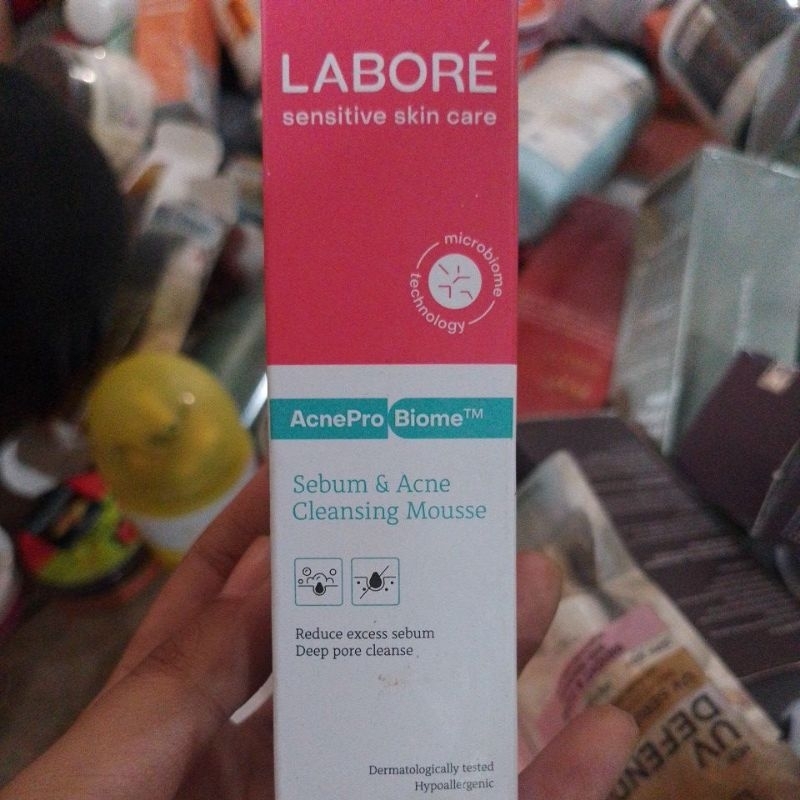 LABORÉ
sensitive skin care
microbiome
technology
AcnePro Biome™
Sebum & Acne
Cleansing Mousse
Reduce excess sebum
Deep pore cleanse
Dermatologically tested
Hypoallergenic
UV